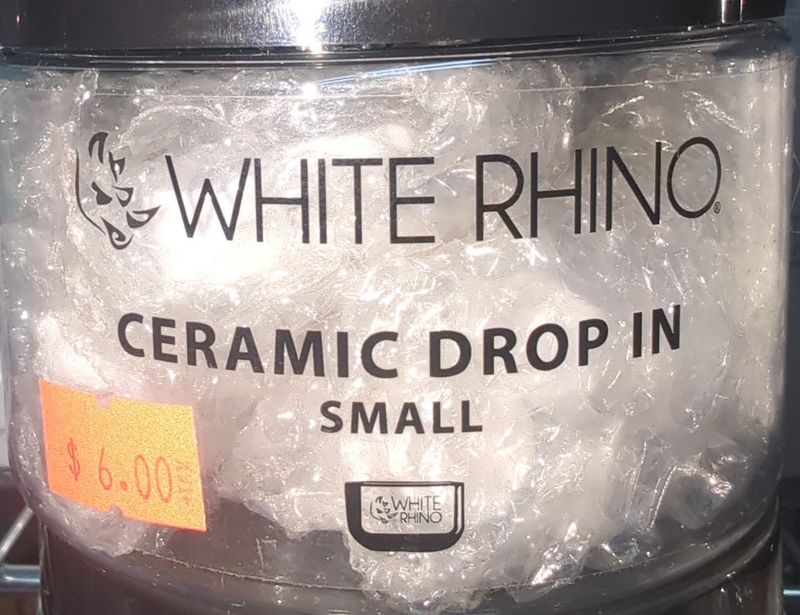 WHITE RHINO®
CERAMIC DROP IN
SMALL
$ 6.00
WHITE
RHINO